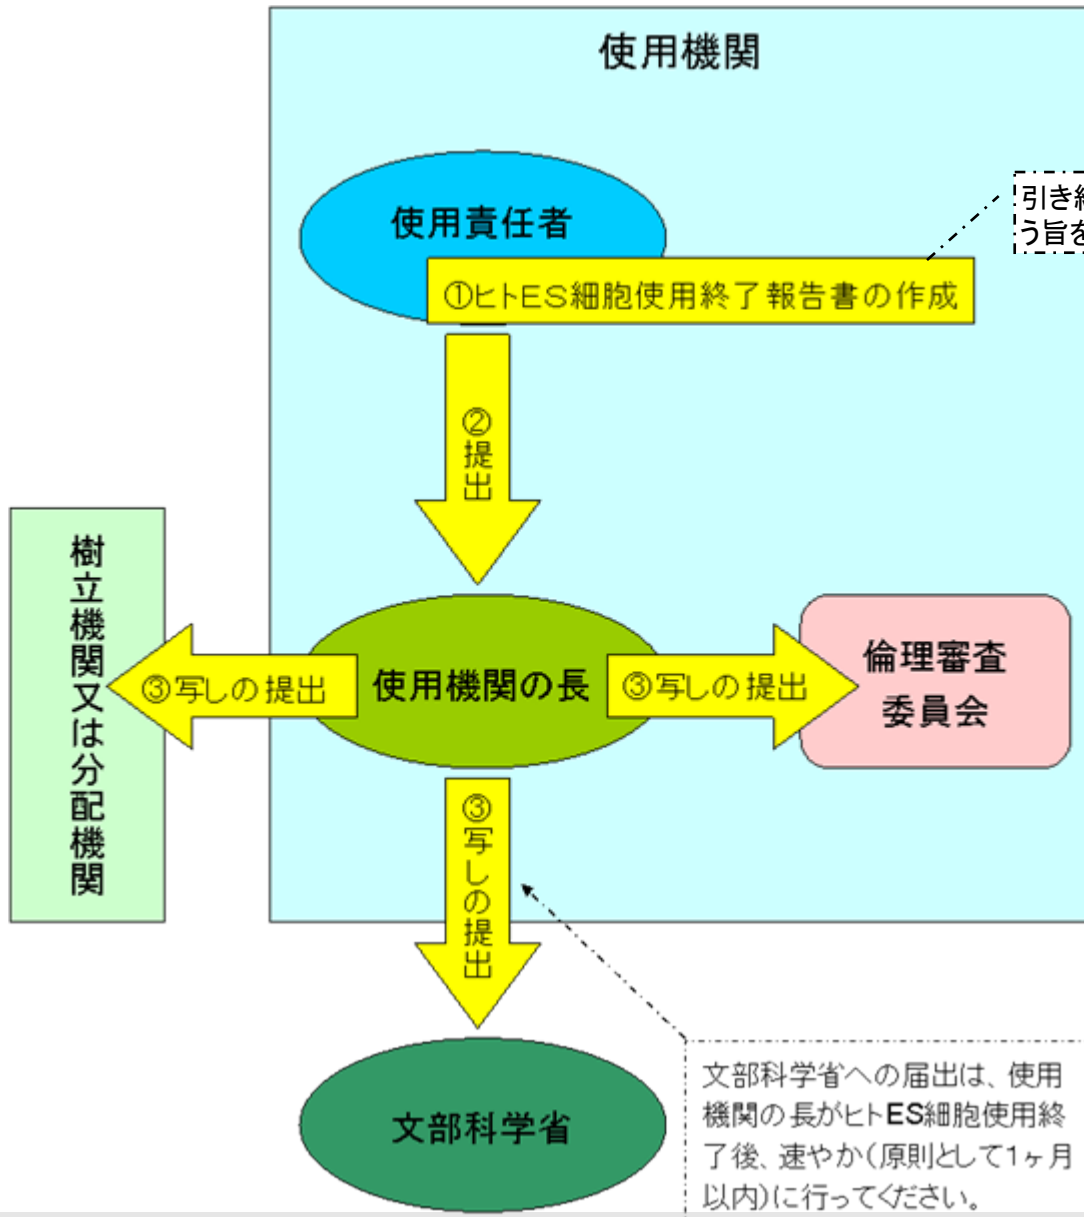 使用機関
使用責任者
引き
う旨を
①ヒトES細胞使用終了報告書の作成
②提出
樹立機関又は分配機関
③写しの提出
使用機関の長
③写しの提出
倫理審査
委員会
③写しの提出
文部科学省
文部科学省への届出は、使用
機関の長がヒトES細胞使用終
了後、速やか(原則として1ヶ月
以内)に行ってください。